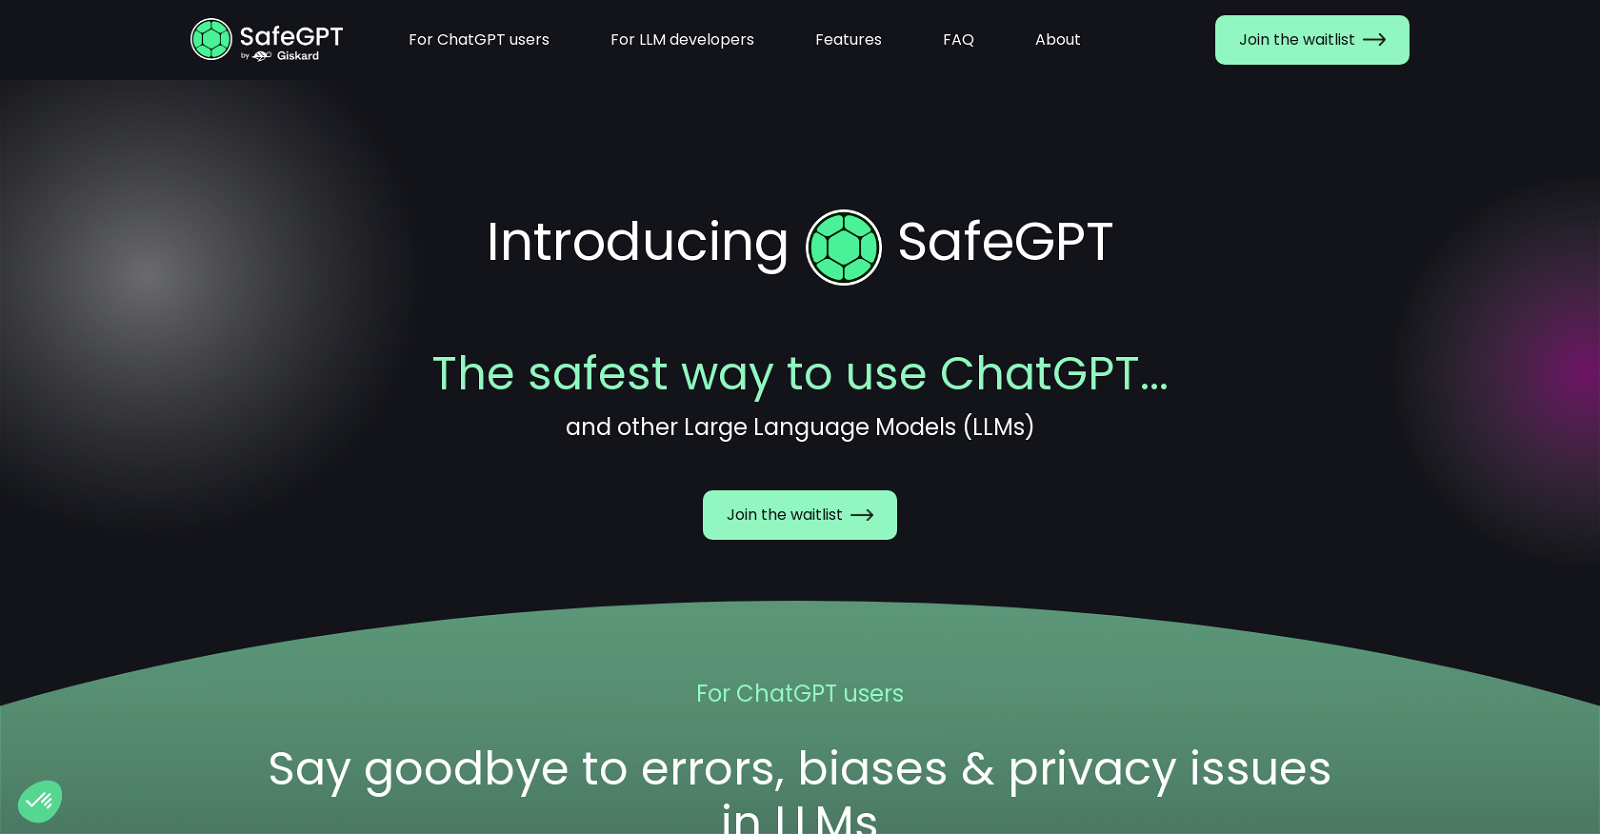 SafeGPT
by Giskard
For ChatGPT users
For LLM developers
Features
FAQ
About
Join the waitlist
Introducing SafeGPT
The safest way to use ChatGPT...
and other Large Language Models (LLMs)
Join the waitlist
For ChatGPT users
Say goodbye to errors, biases & privacy issues
in LLMs